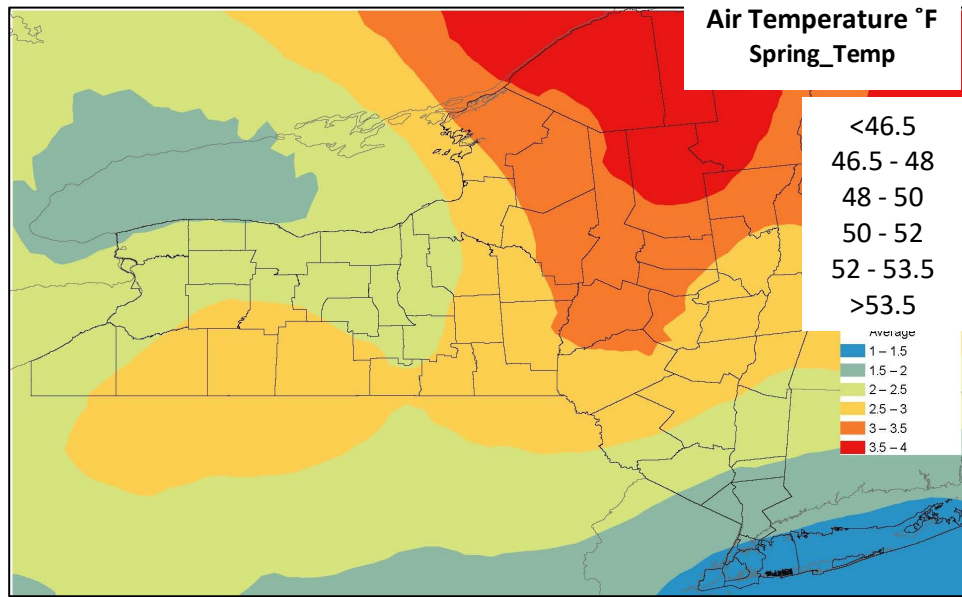 Air Temperature ˚F
Spring_Temp
<46.5
46.5 - 48
48 - 50
50 - 52
52 - 53.5
>53.5
Average
1 – 1.5
1.5 – 2
2 – 2.5
2.5 – 3
3 – 3.5
3.5 – 4